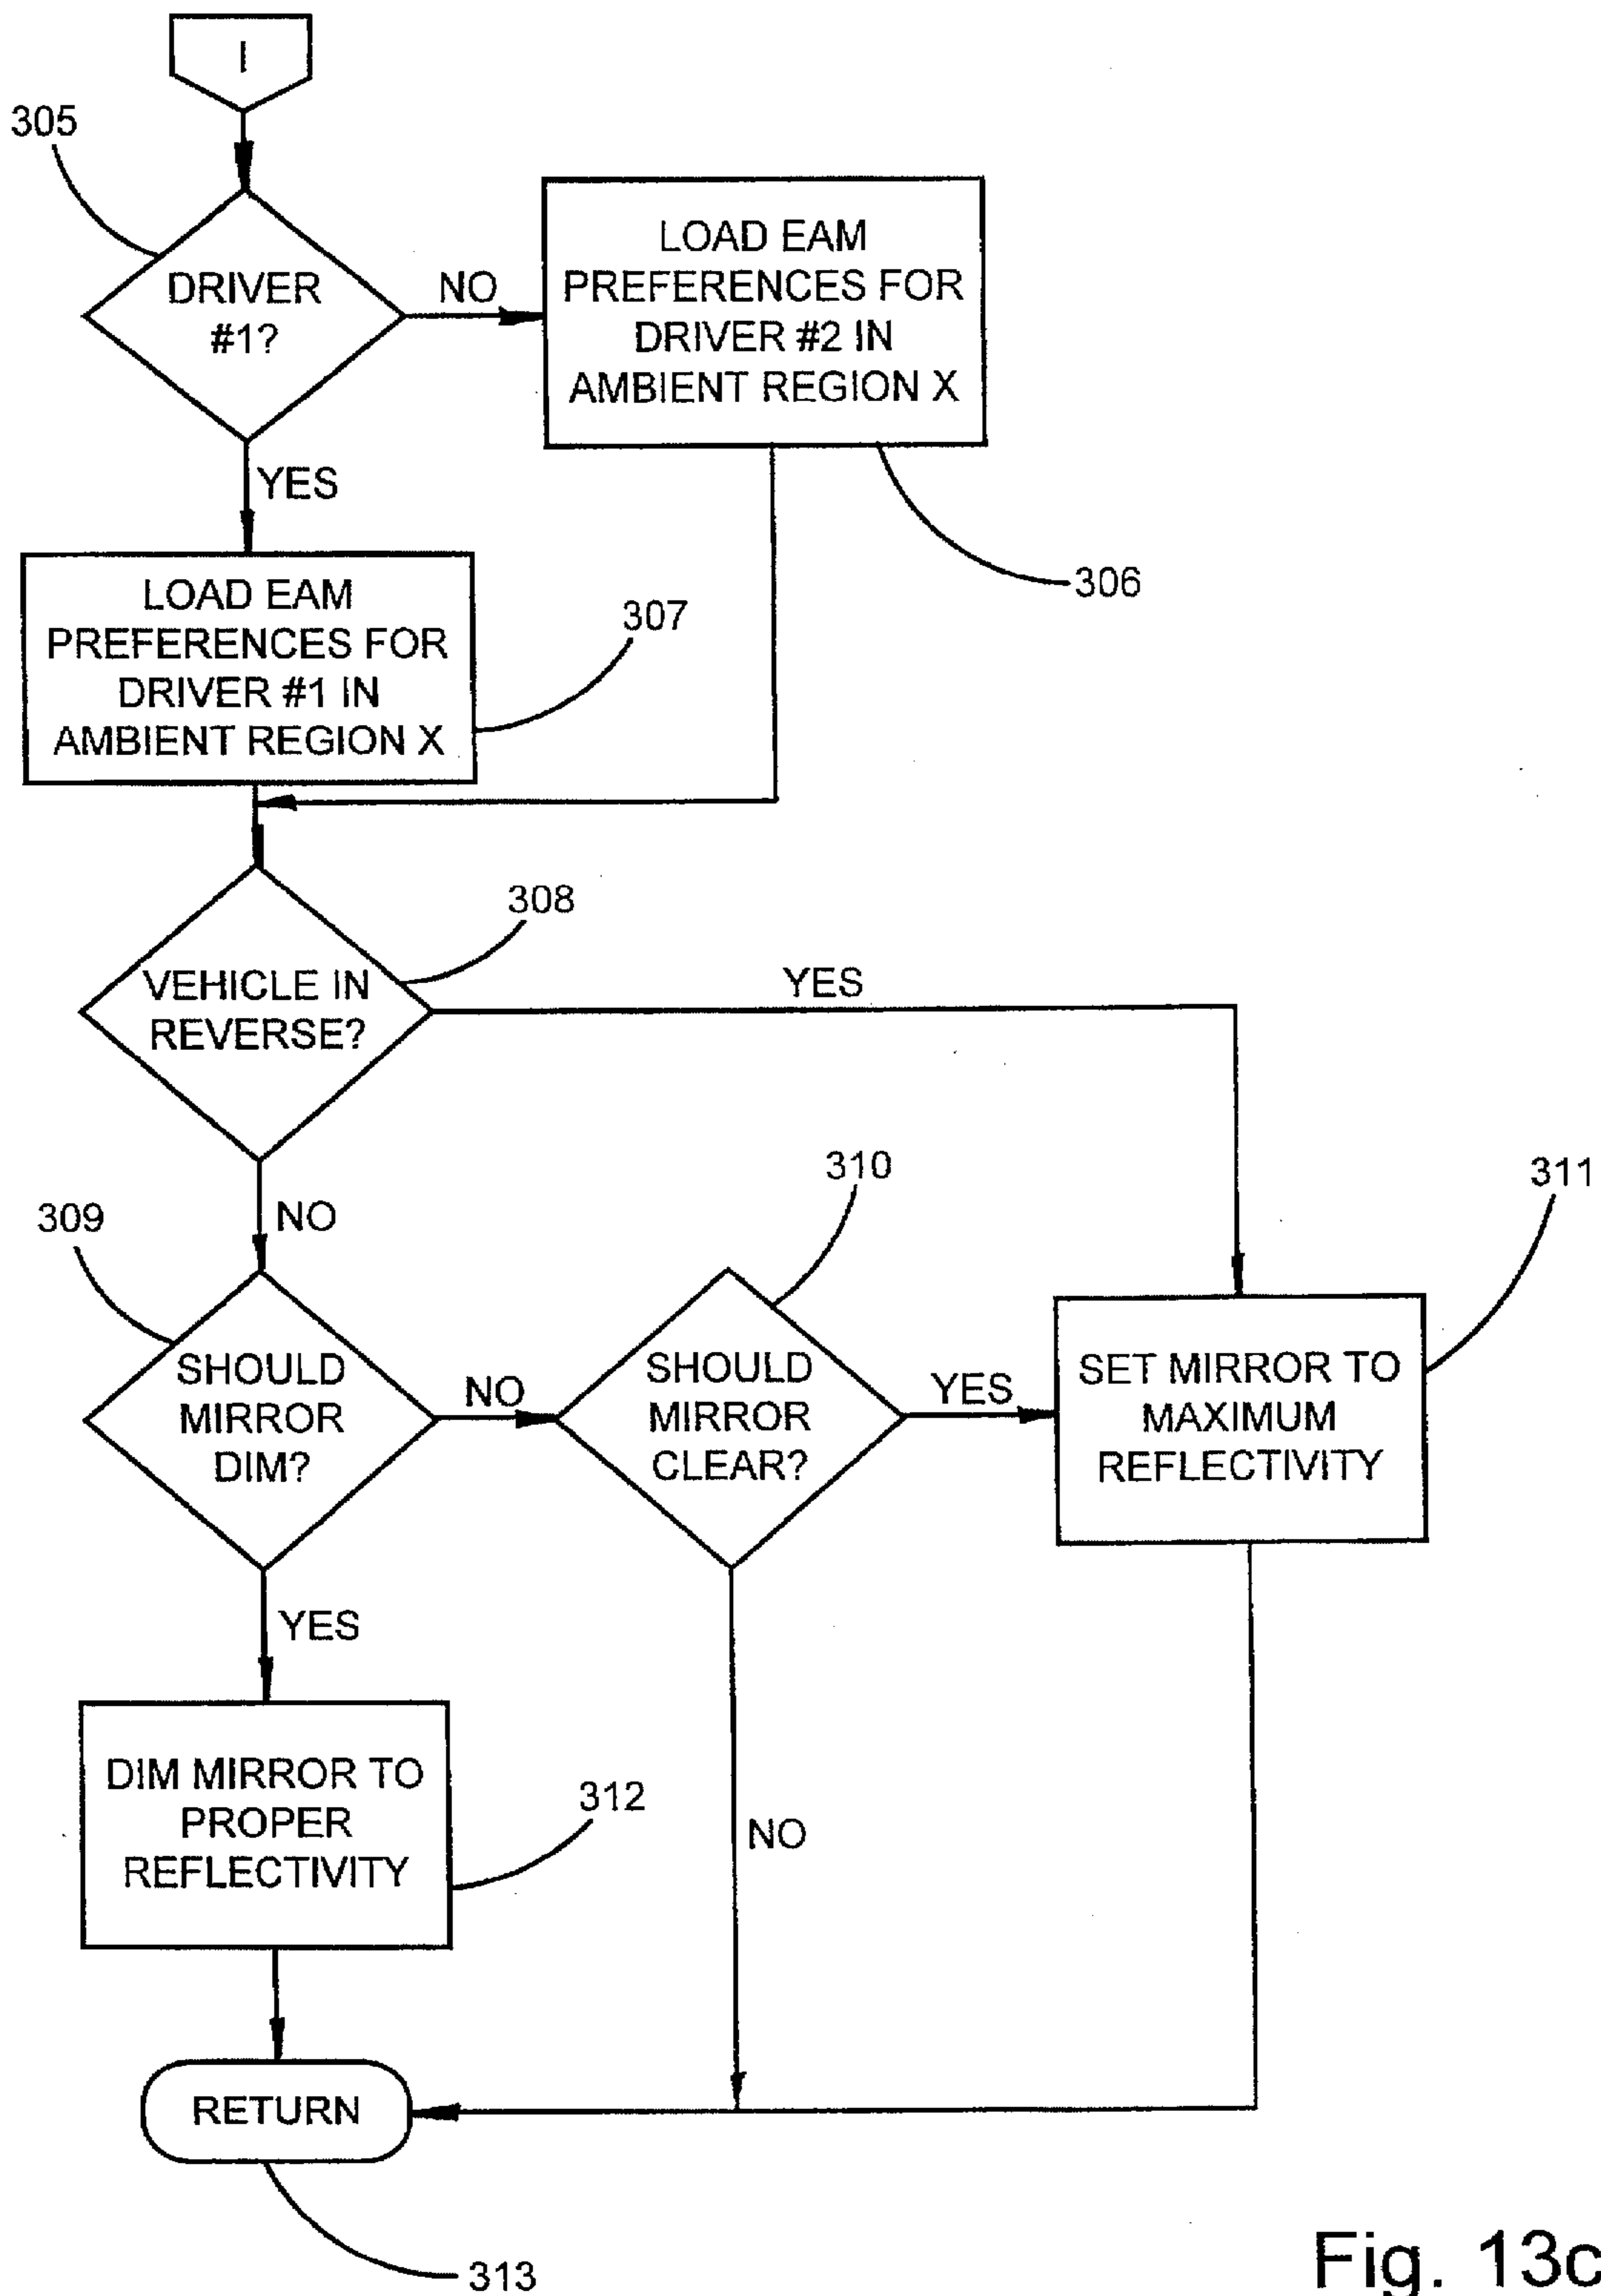 I
305
DRIVER
#1?
NO
LOAD EAM
PREFERENCES FOR
DRIVER #2 IN
AMBIENT REGION X
YES
306
LOAD EAM
PREFERENCES FOR
DRIVER #1 IN
AMBIENT REGION X
307
308
VEHICLE IN
REVERSE?
YES
NO
309
310
311
SHOULD
MIRROR
DIM?
NO
SHOULD
MIRROR
CLEAR?
YES
SET MIRROR TO
MAXIMUM
REFLECTIVITY
YES
DIM MIRROR TO
PROPER
REFLECTIVITY
312
NO
RETURN
313
Fig. 13c